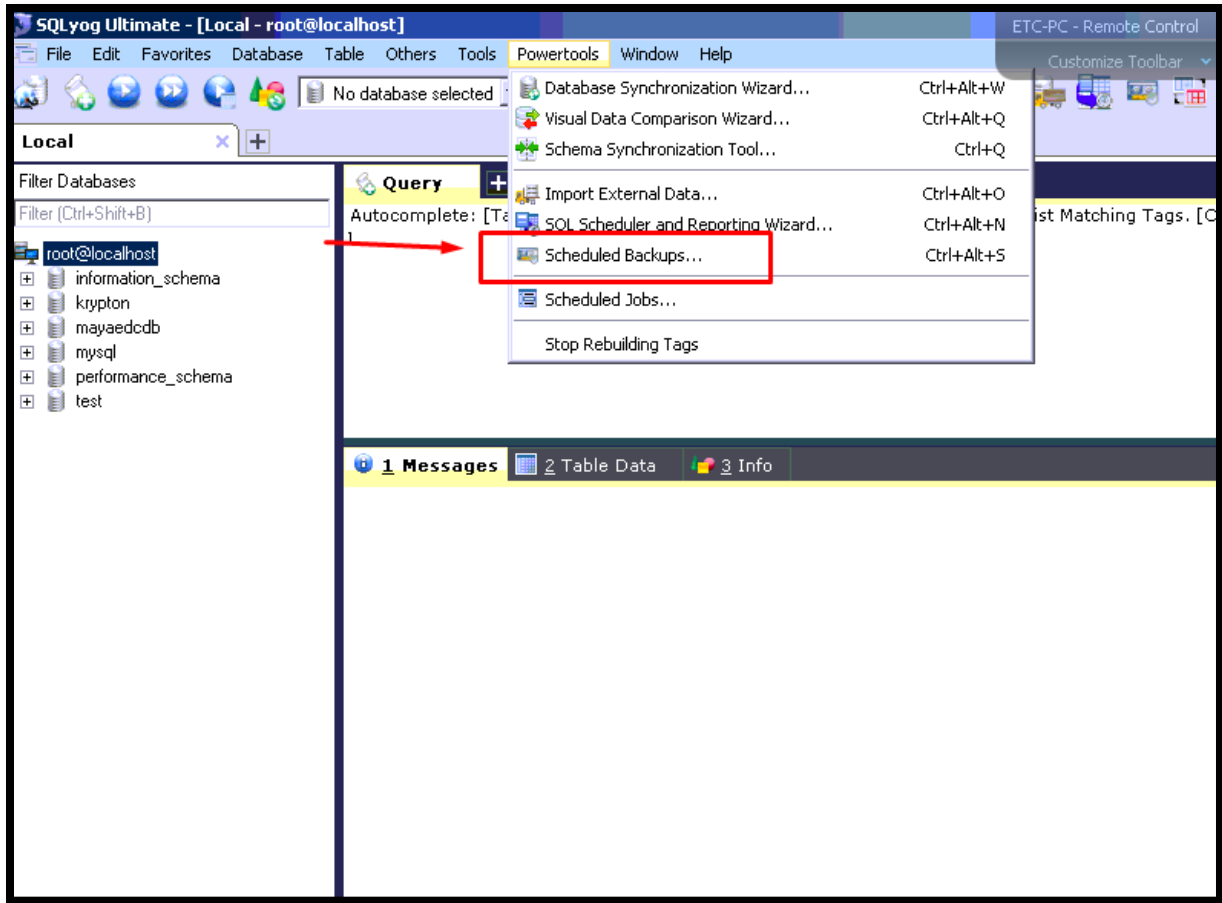 SQLyog Ultimate - [Local - root@localhost]
ETC-PC - Remote Control
File Edit Favorites Database Table Others Tools Powertools Window Help
Customize Toolbar
No database selected
Database Synchronization Wizard... Ctrl+Alt+W
Visual Data Comparison Wizard... Ctrl+Alt+Q
Schema Synchronization Tool... Ctrl+Q
Import External Data... Ctrl+Alt+O
SQL Scheduler and Reporting Wizard... Ctrl+Alt+N
Scheduled Backups... Ctrl+Alt+S
Scheduled Jobs...
Stop Rebuilding Tags
Local
Filter Databases
Filter (Ctrl+Shift+B)
root@localhost
information_schema
krypton
mayaedcdb
mysql
performance_schema
test
Query
Autocomplete: [Ta
ist Matching Tags. [C
1
1 Messages 2 Table Data 3 Info